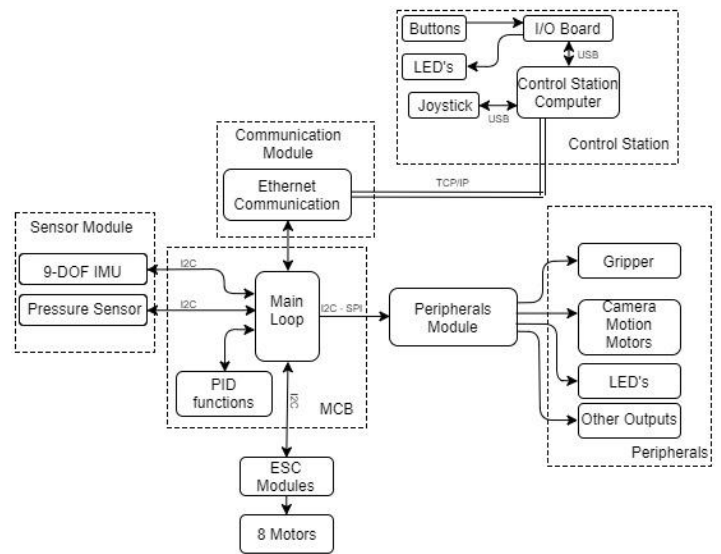 Buttons
I/O Board
LED's
USB
Joystick
USB
Control Station
Computer
Control Station
Communication
Module
Ethernet
Communication
TCP/IP
Sensor Module
9-DOF IMU
I2C
Pressure Sensor
I2C
Main
Loop
I2C - SPI
PID
functions
MCB
I2C
ESC
Modules
8 Motors
Peripherals
Module
Gripper
Camera
Motion
Motors
LED's
Other Outputs
Peripherals